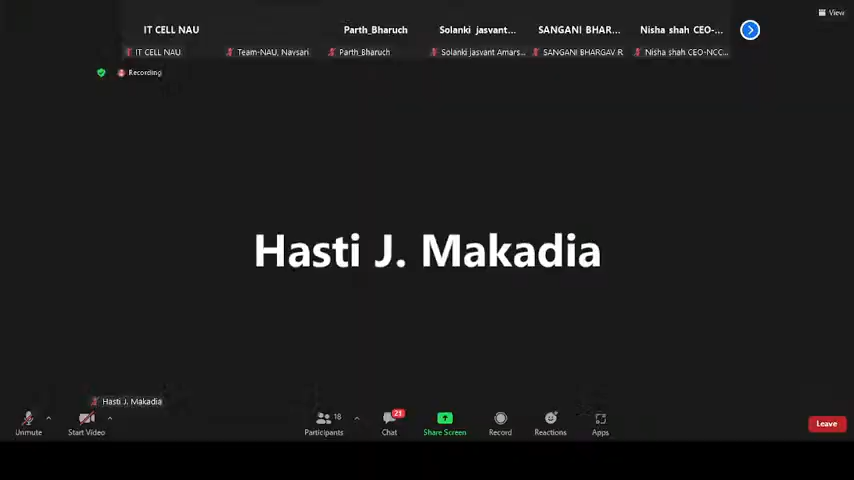 View
IT CELL NAU Parth_Bharuch Solanki jasvant... SANGANI BHAR... Nisha shah CEO-...
IT CELL NAU Team-NAU, Navsari Parth_Bharuch Solanki jasvant Amars... SANGANI BHARGAV R. Nisha shah CEO-NCC...
Recording
Hasti J. Makadia
Hasti J. Makadia
18 21
Unmute Start Video Participants Chat Share Screen Record Reactions Apps Leave